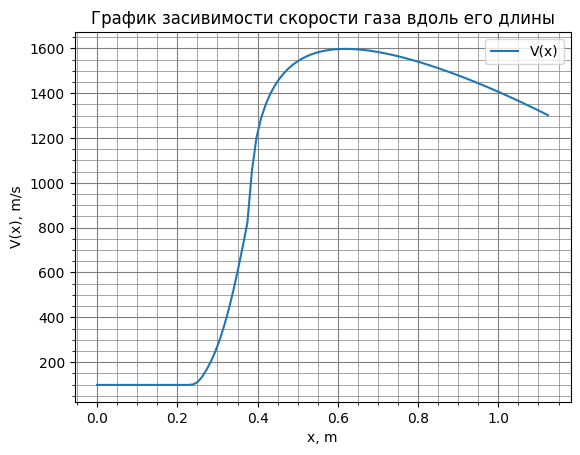 График засивимости скорости газа вдоль его длины
V(x)
V(x), m/s
1600
1400
1200
1000
800
600
400
200
0.0 0.2 0.4 0.6 0.8 1.0
x, m